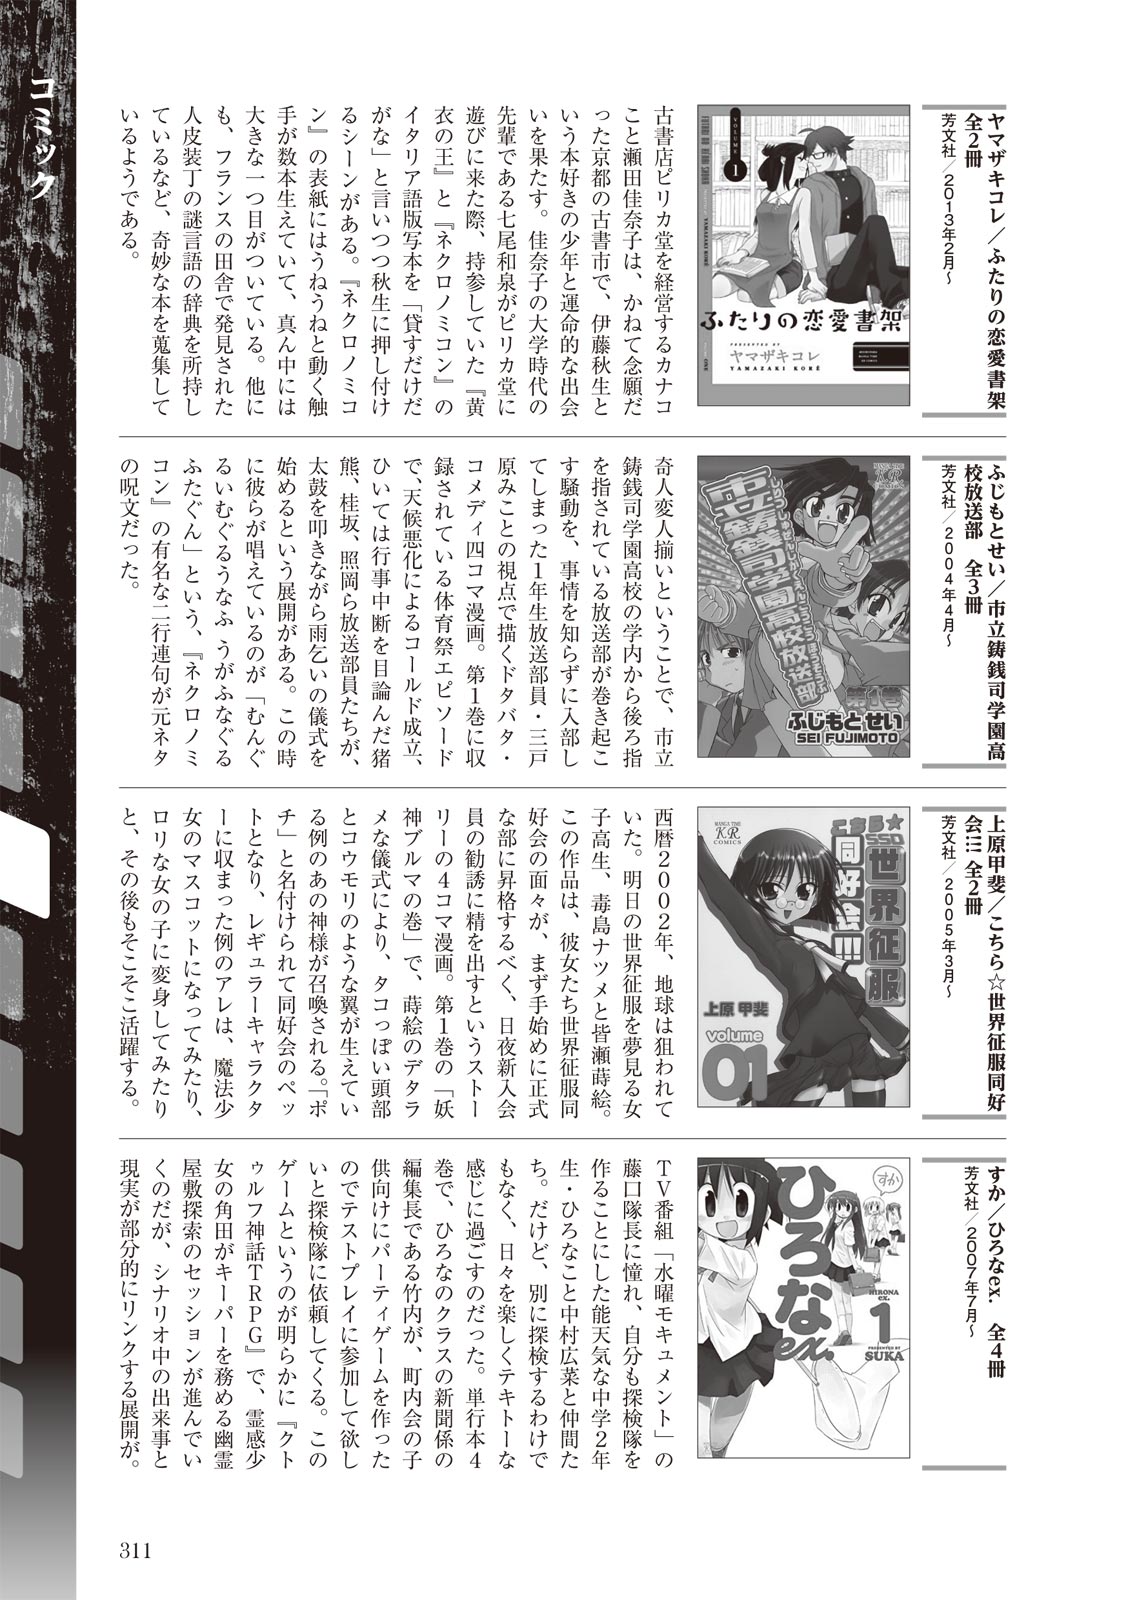 コミック
ヤマザキコレ／ふたりの恋愛書架
全2冊
芳文社／2013年2月〜
VOLUME
1
YAMAZAKI KORE
ふたりの恋愛書架
PRESENTED BY
ヤマザキコレ
YAMAZAKI KORÉ
古書店ピリカ堂を経営するカナコ
こと瀬田佳奈子は、かねて念願だ
った京都の古書市で、伊藤秋生と
いう本好きの少年と運命的な出会
いを果たす。佳奈子の大学時代の
先輩である七尾和泉がピリカ堂に
遊びに来た際、持参していた『黄
衣の王』と『ネクロノミコン』の
イタリア語版写本を「貸すだけだ
がな」と言いつつ秋生に押し付け
るシーンがある。『ネクロノミコ
ン』の表紙にはうねうねと動く触
手が数本生えていて、真ん中には
大きな一つ目がついている。他に
も、フランスの田舎で発見された
人皮装丁の謎言語の辞典を所持し
ているなど、奇妙な本を蒐集して
いるようである。
ふじもとせい／市立鋳銭司学園高
校放送部　全3冊
芳文社／2004年4月〜
MANGA TIME
KR
COMICS
市立鋳銭司学園高校放送部
第1巻
ふじもとせい
SEI FUJIMOTO
奇人変人揃いということで、市立
鋳銭司学園高校の学内から後ろ指
を指されている放送部が巻き起こ
す騒動を、事情を知らずに入部し
てしまった1年生放送部員・三戸
原みことの視点で描くドタバタ・
コメディ四コマ漫画。第1巻に収
録されている体育祭エピソード
で、天候悪化によるコールド成立、
ひいては行事中断を目論んだ猪
熊、桂坂、照岡ら放送部員たちが、
太鼓を叩きながら雨乞いの儀式を
始めるという展開がある。この時
に彼らが唱えているのが「むんぐ
るいむぐるうなふ うがふなぐる
ふたぐん」という、『ネクロノミ
コン』の有名な二行連句が元ネタ
の呪文だった。
上原甲斐／こちら☆世界征服同好
会!!! 全2冊
芳文社／2005年3月〜
MANGA TIME
KR
COMICS
こちら☆
SSD
世界征服
同好会!!!
上原 甲斐
volume
01
西暦2002年、地球は狙われて
いた。明日の世界征服を夢見る女
子高生、毒島ナツメと皆瀬蒔絵。
この作品は、彼女たち世界征服同
好会の面々が、まず手始めに正式
な部に昇格するべく、日夜新入会
員の勧誘に精を出すというストー
リーの4コマ漫画。第1巻の「妖
神ブルマの巻」で、蒔絵のデタラ
メな儀式により、タコっぽい頭部
とコウモリのような翼が生えてい
る例のあの神様が召喚される。「ポ
チ」と名付けられて同好会のペッ
トとなり、レギュラーキャラクタ
ーに収まった例のアレは、魔法少
女のマスコットになってみたり、
ロリな女の子に変身してみたり
と、その後もそこそこ活躍する。
すか／ひろなex.　全4冊
芳文社／2007年7月〜
すか
ひろな
ex.
HIRONA
ex.
1
PRESENTED BY
SUKA
TV番組「水曜モキュメント」の
藤口隊長に憧れ、自分も探検隊を
作ることにした能天気な中学2年
生・ひろなこと中村広菜と仲間た
ち。だけど、別に探検するわけで
もなく、日々を楽しくテキトーな
感じに過ごすのだった。単行本4
巻で、ひろなのクラスの新聞係の
編集長である竹内が、町内会の子
供向けにパーティゲームを作った
のでテストプレイに参加して欲し
いと探検隊に依頼してくる。この
ゲームというのが明らかに『クト
ゥルフ神話TRPG』で、霊感少
女の角田がキーパーを務める幽霊
屋敷探索のセッションが進んでい
くのだが、シナリオ中の出来事と
現実が部分的にリンクする展開が。
311